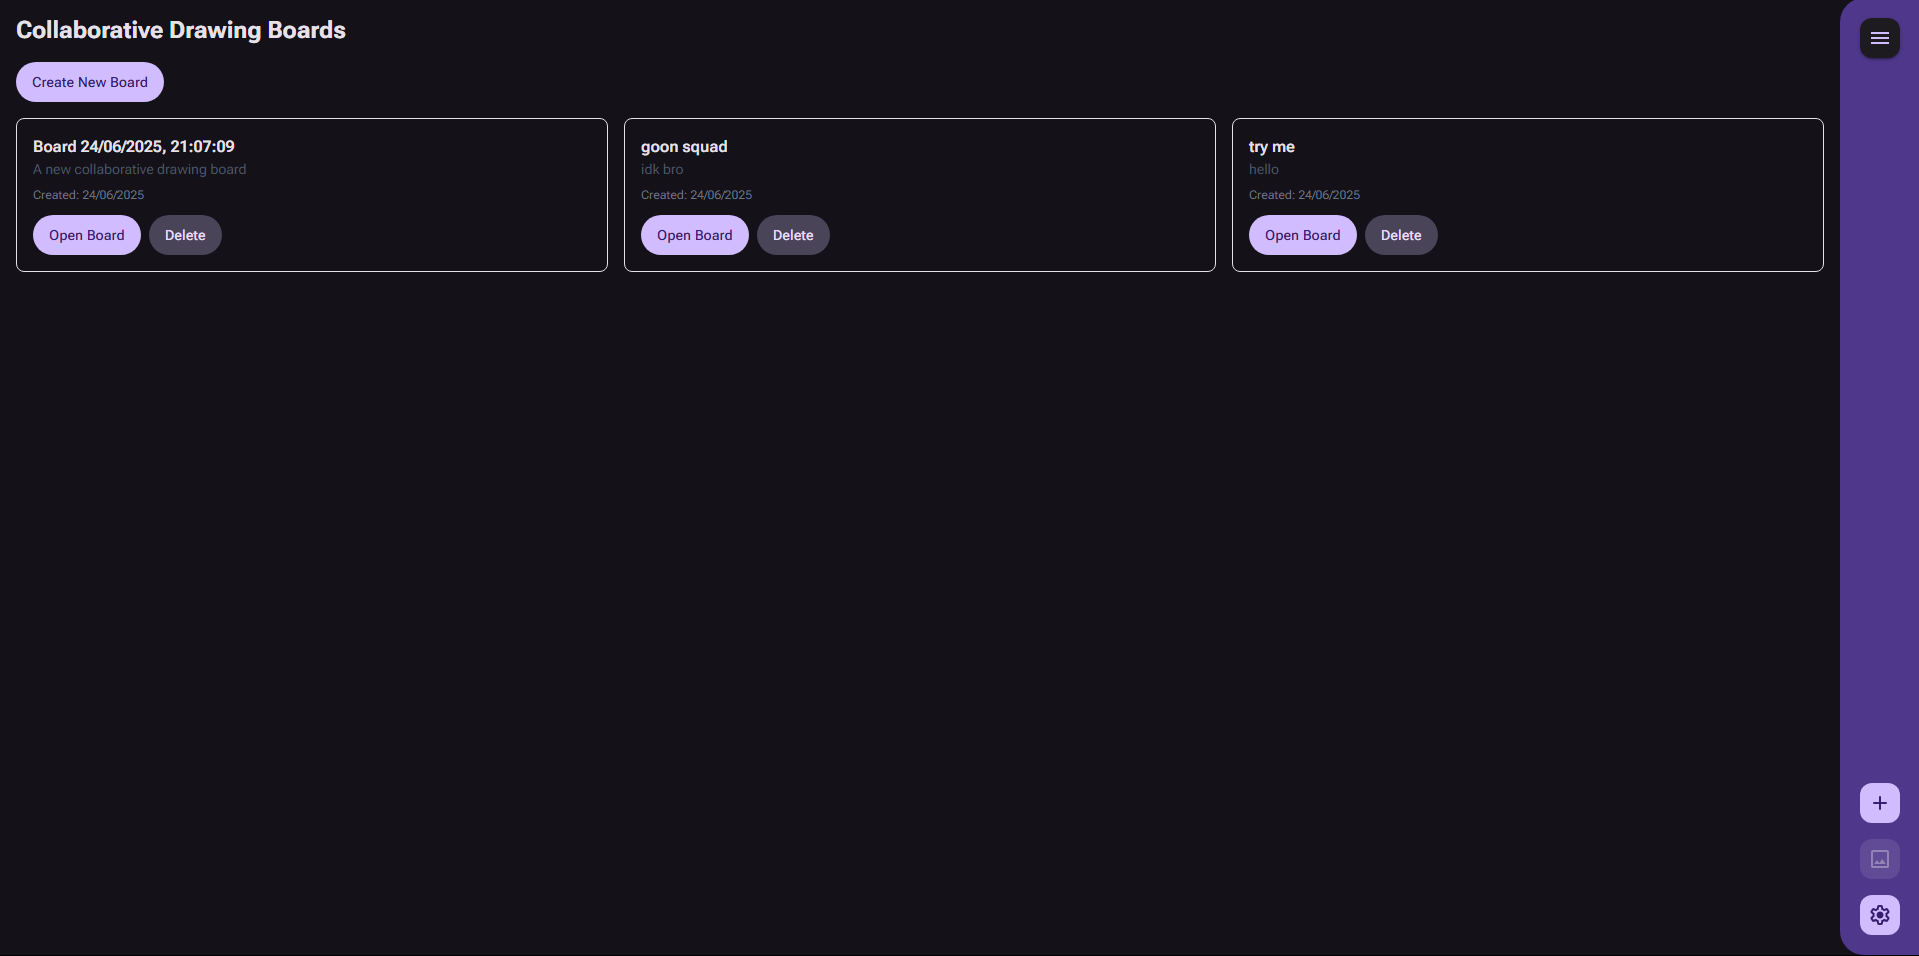 Collaborative Drawing Boards
Create New Board
Board 24/06/2025, 21:07:09
A new collaborative drawing board
Created: 24/06/2025
Open Board
Delete
goon squad
idk bro
Created: 24/06/2025
Open Board
Delete
try me
hello
Created: 24/06/2025
Open Board
Delete